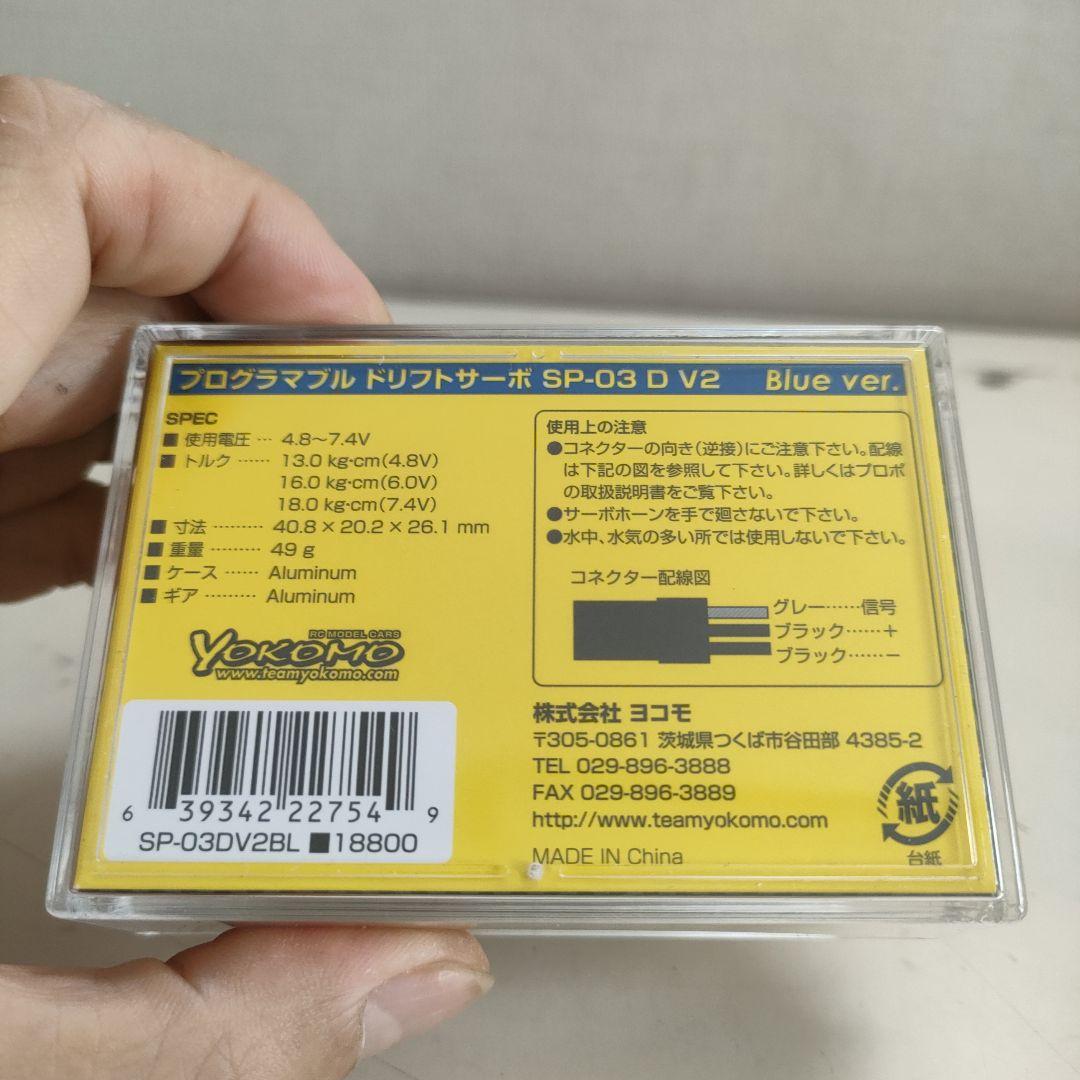 プログラマブル ドリフトサーボ SP-03 D V2 Blue ver.
SPEC
■ 使用電圧 … 4.8〜7.4V
■ トルク …… 13.0 kg·cm(4.8V)
16.0 kg·cm(6.0V)
18.0 kg·cm(7.4V)
■ 寸法 ……… 40.8 × 20.2 × 26.1 mm
■ 重量 ……… 49 g
■ ケース …… Aluminum
■ ギア ……… Aluminum
RC MODEL CARS
YOKOMO
www.teamyokomo.com
6 39342 22754 9
SP-03DV2BL ■18800
使用上の注意
●コネクターの向き(逆接)にご注意下さい。配線
は下記の図を参照して下さい。詳しくはプロポ
の取扱説明書をご覧下さい。
●サーボホーンを手で廻さないで下さい。
●水中、水気の多い所では使用しないで下さい。
コネクター配線図
グレー……信号
ブラック……＋
ブラック……−
株式会社 ヨコモ
〒305-0861 茨城県つくば市谷田部 4385-2
TEL 029-896-3888
FAX 029-896-3889
http://www.teamyokomo.com
MADE IN China
紙
台紙